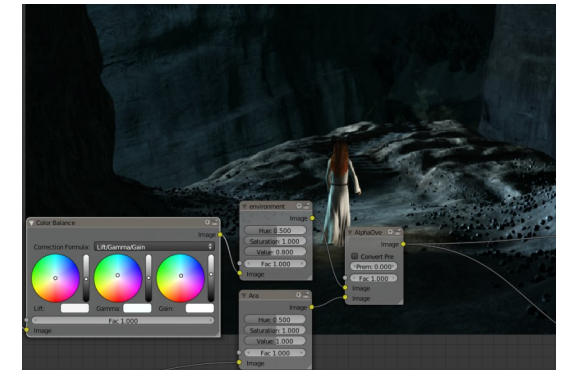 Color Balance
Image
Correction Formula: Lift/Gamma/Gain
Lift:
Gamma:
Gain:
Fac 1.000
Image
environment
Image
Hue: 0.500
Saturation: 1.000
Value: 0.800
Fac 1.000
Image
Ara
Image
Hue: 0.500
Saturation: 1.000
Value: 1.000
Fac 1.000
Image
AlphaOve
Image
Convert Pre
Prem: 0.000
Fac 1.000
Image
Image